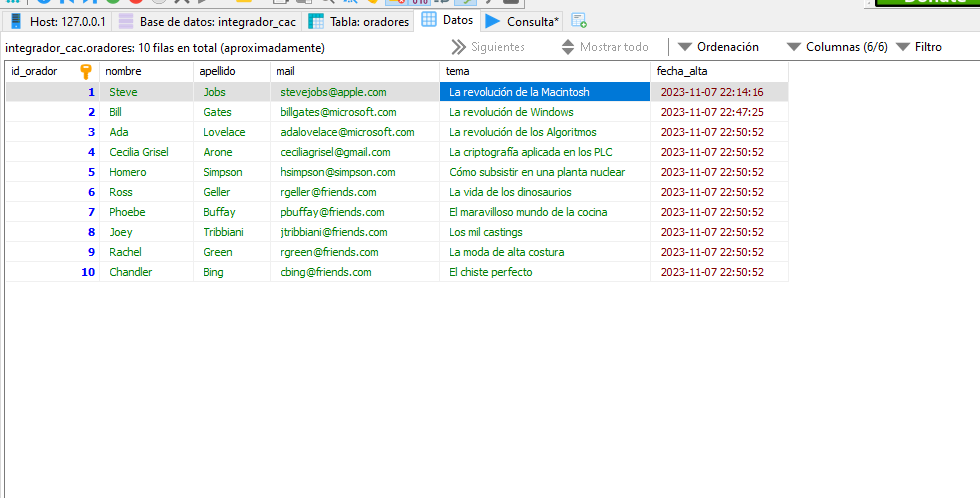 Donate
Host: 127.0.0.1 Base de datos: integrador_cac Tabla: oradores Datos Consulta*
integrador_cac.oradores: 10 filas en total (aproximadamente) Siguientes Mostrar todo Ordenación Columnas (6/6) Filtro
id_orador nombre apellido mail tema fecha_alta
1 Steve Jobs stevejobs@apple.com La revolución de la Macintosh 2023-11-07 22:14:16
2 Bill Gates billgates@microsoft.com La revolución de Windows 2023-11-07 22:47:25
3 Ada Lovelace adalovelace@microsoft.com La revolución de los Algoritmos 2023-11-07 22:50:52
4 Cecilia Grisel Arone ceciliagrisel@gmail.com La criptografía aplicada en los PLC 2023-11-07 22:50:52
5 Homero Simpson hsimpson@simpson.com Cómo subsistir en una planta nuclear 2023-11-07 22:50:52
6 Ross Geller rgeller@friends.com La vida de los dinosaurios 2023-11-07 22:50:52
7 Phoebe Buffay pbuffay@friends.com El maravilloso mundo de la cocina 2023-11-07 22:50:52
8 Joey Tribbiani jtribbiani@friends.com Los mil castings 2023-11-07 22:50:52
9 Rachel Green rgreen@friends.com La moda de alta costura 2023-11-07 22:50:52
10 Chandler Bing cbing@friends.com El chiste perfecto 2023-11-07 22:50:52